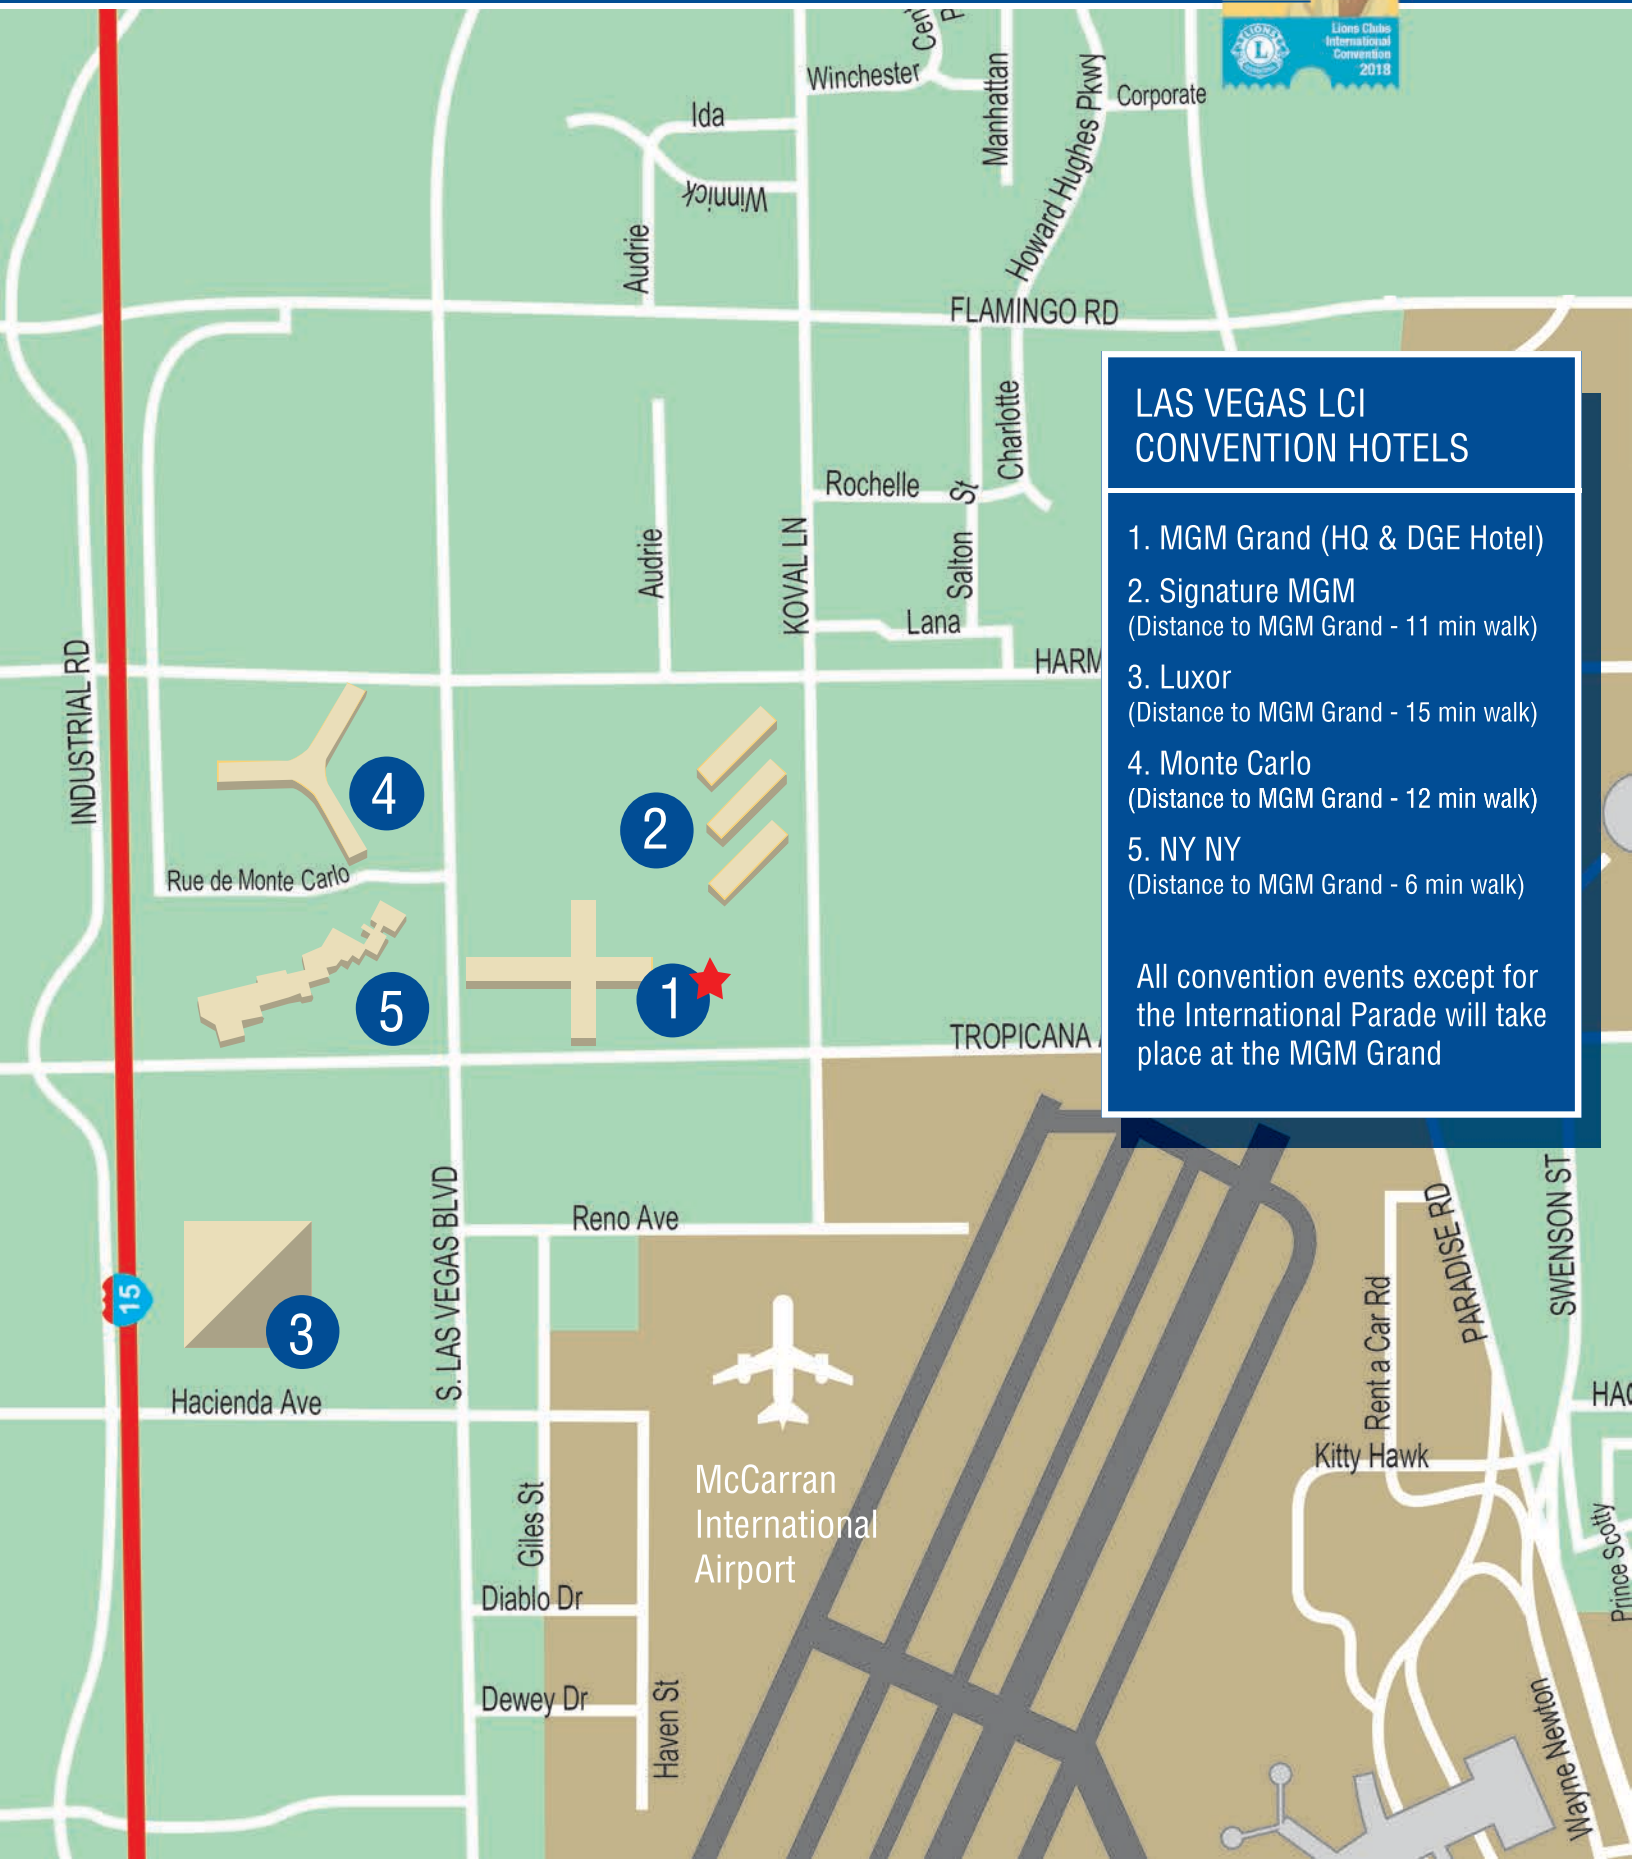 Lions Clubs
International
Convention
2018
LIONS
L
Winchester
Manhattan
Howard Hughes Pkwy
Corporate
Ida
Winnick
Audrie
FLAMINGO RD
Charlotte
Rochelle
Salton St
Audrie
KOVAL LN
Lana
HARM
INDUSTRIAL RD
4
2
Rue de Monte Carlo
5
1
TROPICANA
LAS VEGAS LCI
CONVENTION HOTELS
1. MGM Grand (HQ & DGE Hotel)
2. Signature MGM
(Distance to MGM Grand - 11 min walk)
3. Luxor
(Distance to MGM Grand - 15 min walk)
4. Monte Carlo
(Distance to MGM Grand - 12 min walk)
5. NY NY
(Distance to MGM Grand - 6 min walk)
All convention events except for
the International Parade will take
place at the MGM Grand
S. LAS VEGAS BLVD
Reno Ave
PARADISE RD
SWENSON ST
15
3
Rent a Car Rd
Hacienda Ave
Kitty Hawk
McCarran
International
Airport
Giles St
Prince Scotty
Diablo Dr
Dewey Dr
Haven St
Wayne Newton